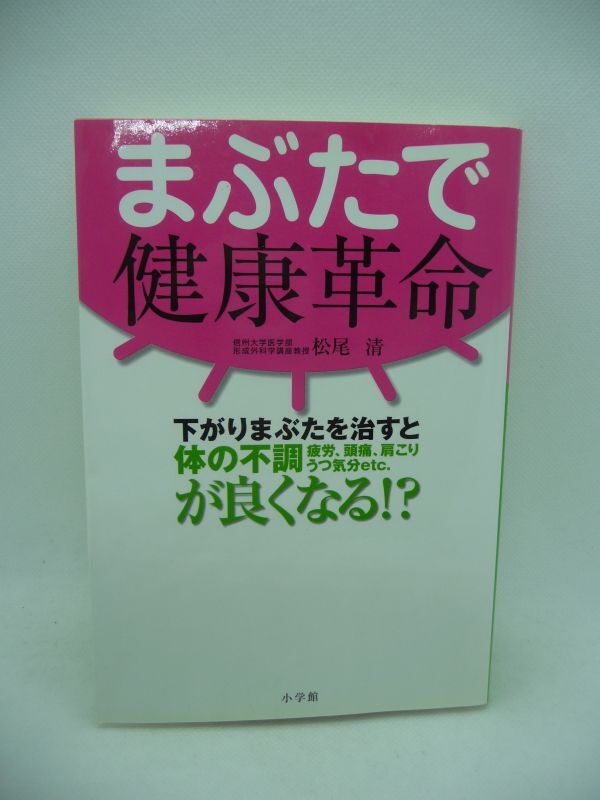 まぶたで
健康革命
信州大学医学部
形成外科学講座教授 松尾 清
下がりまぶたを治すと
体の不調 疲労、頭痛、肩こり
うつ気分etc.
が良くなる!?
小学館